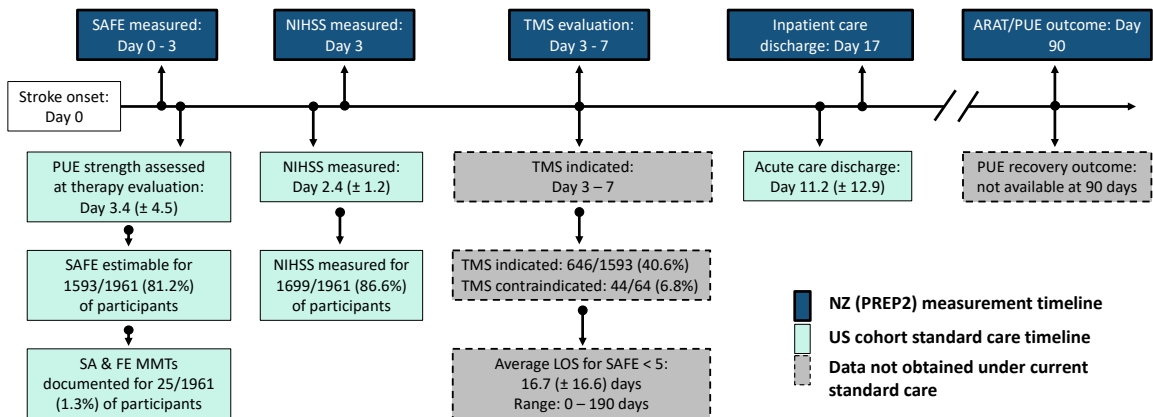 SAFE measured:
Day 0 - 3
NIHSS measured:
Day 3
TMS evaluation:
Day 3 - 7
Inpatient care
discharge: Day 17
ARAT/PUE outcome: Day
90
Stroke onset:
Day 0
PUE strength assessed
at therapy evaluation:
Day 3.4 (± 4.5)
NIHSS measured:
Day 2.4 (± 1.2)
TMS indicated:
Day 3 – 7
Acute care discharge:
Day 11.2 (± 12.9)
PUE recovery outcome:
not available at 90 days
SAFE estimable for
1593/1961 (81.2%)
of participants
NIHSS measured for
1699/1961 (86.6%)
of participants
TMS indicated: 646/1593 (40.6%)
TMS contraindicated: 44/64 (6.8%)
SA & FE MMTs
documented for 25/1961
(1.3%) of participants
Average LOS for SAFE < 5:
16.7 (± 16.6) days
Range: 0 – 190 days
NZ (PREP2) measurement timeline
US cohort standard care timeline
Data not obtained under current
standard care